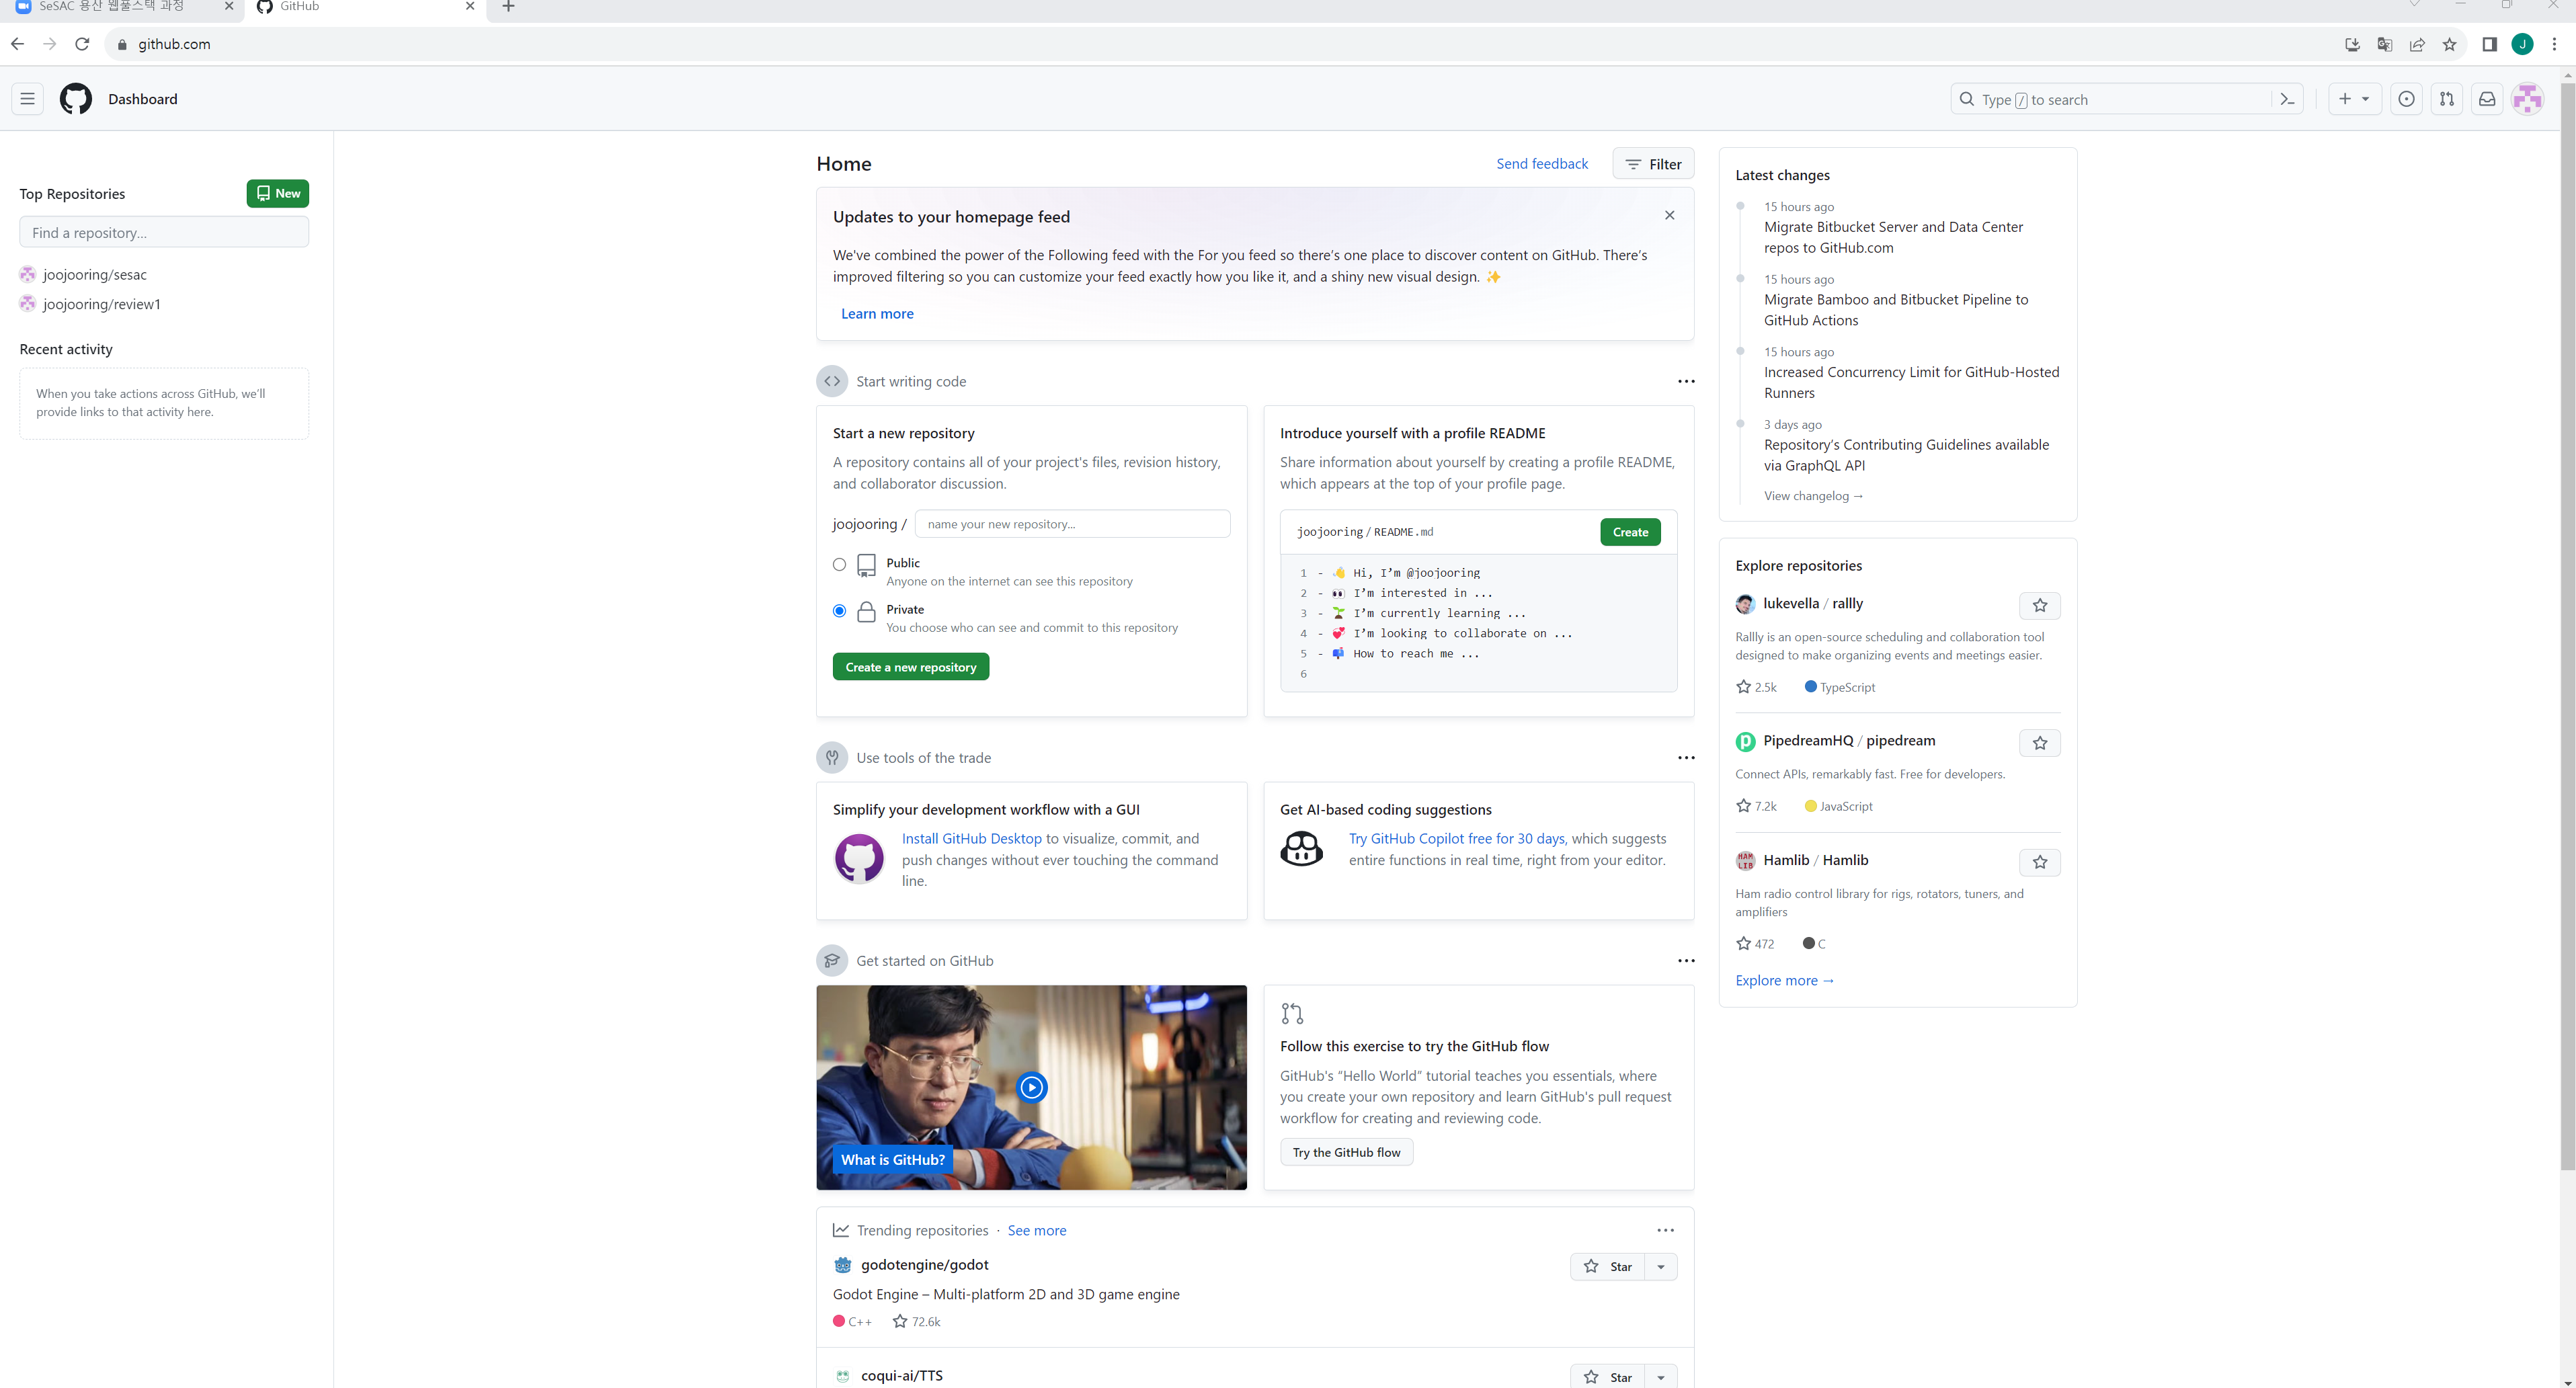 SeSAC 용산 웹풀스택 과정
GitHub
github.com
J
Dashboard
Type / to search
Top Repositories
New
Find a repository...
joojooring/sesac
joojooring/review1
Recent activity
When you take actions across GitHub, we'll
provide links to that activity here.
Home
Send feedback
Filter
Updates to your homepage feed
We've combined the power of the Following feed with the For you feed so there's one place to discover content on GitHub. There's
improved filtering so you can customize your feed exactly how you like it, and a shiny new visual design. ✨
Learn more
Start writing code
Start a new repository
A repository contains all of your project's files, revision history,
and collaborator discussion.
joojooring /
name your new repository...
Public
Anyone on the internet can see this repository
Private
You choose who can see and commit to this repository
Create a new repository
Introduce yourself with a profile README
Share information about yourself by creating a profile README,
which appears at the top of your profile page.
joojooring / README.md
Create
1 - 👋 Hi, I'm @joojooring
2 - 👀 I'm interested in ...
3 - 🌱 I'm currently learning ...
4 - 💞️ I'm looking to collaborate on ...
5 - 📫 How to reach me ...
6
Use tools of the trade
Simplify your development workflow with a GUI
Install GitHub Desktop to visualize, commit, and
push changes without ever touching the command
line.
Get AI-based coding suggestions
Try GitHub Copilot free for 30 days, which suggests
entire functions in real time, right from your editor.
Get started on GitHub
What is GitHub?
Follow this exercise to try the GitHub flow
GitHub's "Hello World" tutorial teaches you essentials, where
you create your own repository and learn GitHub's pull request
workflow for creating and reviewing code.
Try the GitHub flow
Trending repositories · See more
godotengine/godot
Star
Godot Engine – Multi-platform 2D and 3D game engine
C++
72.6k
coqui-ai/TTS
Star
Latest changes
15 hours ago
Migrate Bitbucket Server and Data Center
repos to GitHub.com
15 hours ago
Migrate Bamboo and Bitbucket Pipeline to
GitHub Actions
15 hours ago
Increased Concurrency Limit for GitHub-Hosted
Runners
3 days ago
Repository's Contributing Guidelines available
via GraphQL API
View changelog →
Explore repositories
lukevella / rallly
Rallly is an open-source scheduling and collaboration tool
designed to make organizing events and meetings easier.
2.5k
TypeScript
PipedreamHQ / pipedream
Connect APIs, remarkably fast. Free for developers.
7.2k
JavaScript
HAM
LIB
Hamlib / Hamlib
Ham radio control library for rigs, rotators, tuners, and
amplifiers
472
C
Explore more →